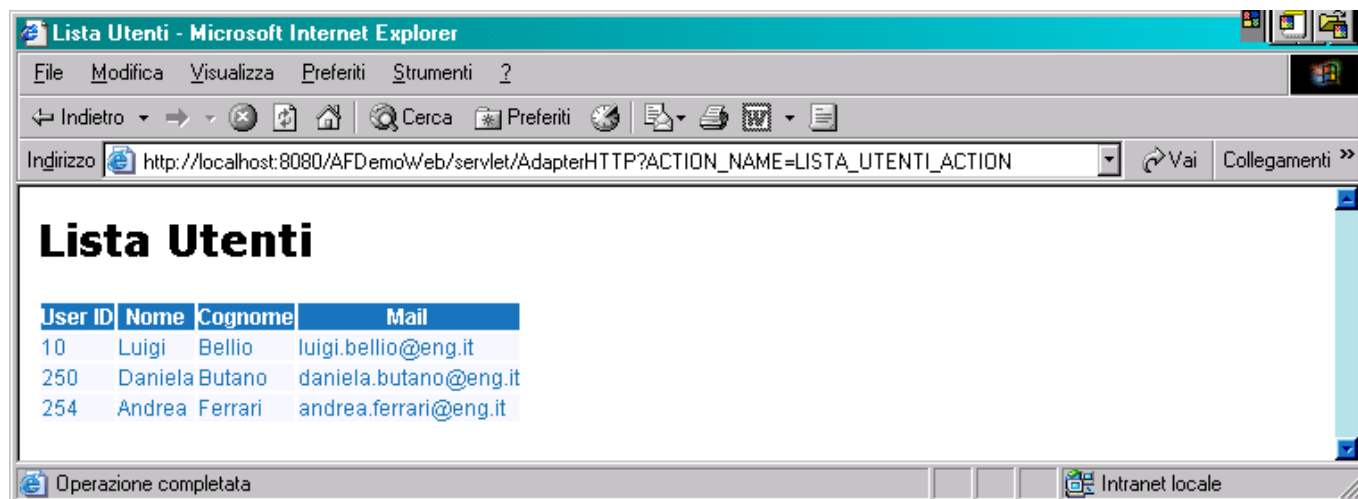 Lista Utenti - Microsoft Internet Explorer
File Modifica Visualizza Preferiti Strumenti ?
Indietro Cerca Preferiti
Indirizzo http://localhost:8080/AFDemoWeb/servlet/AdapterHTTP?ACTION_NAME=LISTA_UTENTI_ACTION Vai Collegamenti »
Lista Utenti
User ID Nome Cognome Mail
10 Luigi Bellio luigi.bellio@eng.it
250 Daniela Butano daniela.butano@eng.it
254 Andrea Ferrari andrea.ferrari@eng.it
Operazione completata Intranet locale